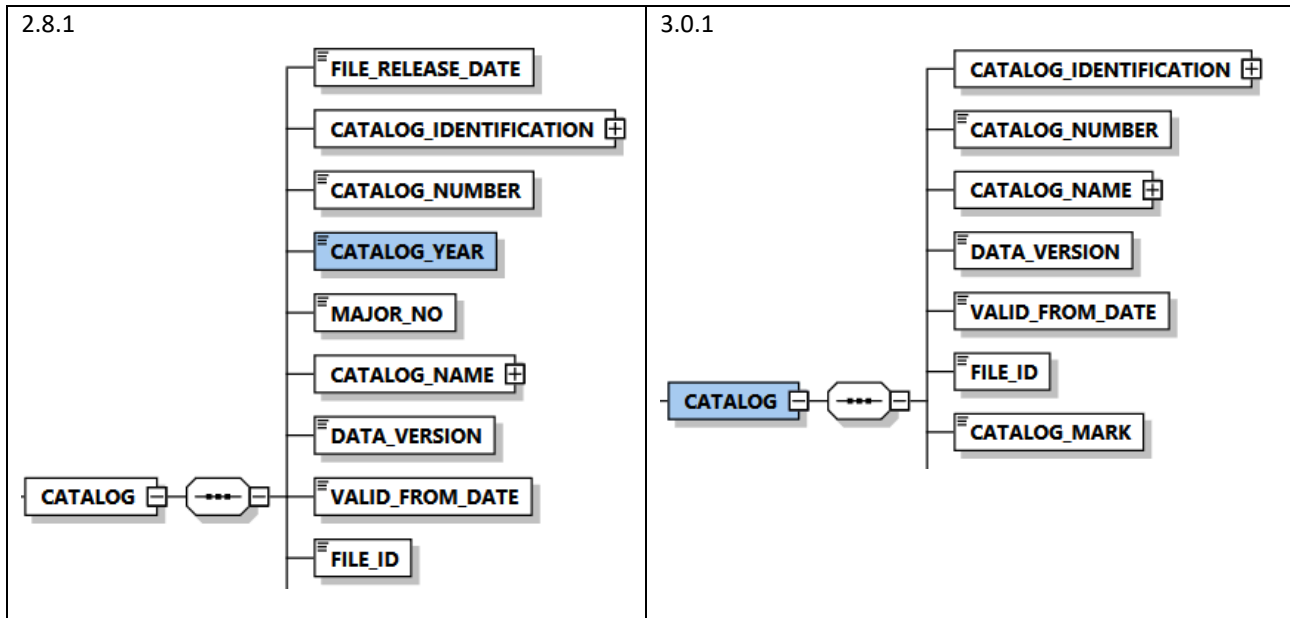 2.8.1
FILE_RELEASE_DATE
CATALOG_IDENTIFICATION
CATALOG_NUMBER
CATALOG_YEAR
MAJOR_NO
CATALOG_NAME
DATA_VERSION
CATALOG
VALID_FROM_DATE
FILE_ID
3.0.1
CATALOG_IDENTIFICATION
CATALOG_NUMBER
CATALOG_NAME
DATA_VERSION
VALID_FROM_DATE
FILE_ID
CATALOG
CATALOG_MARK